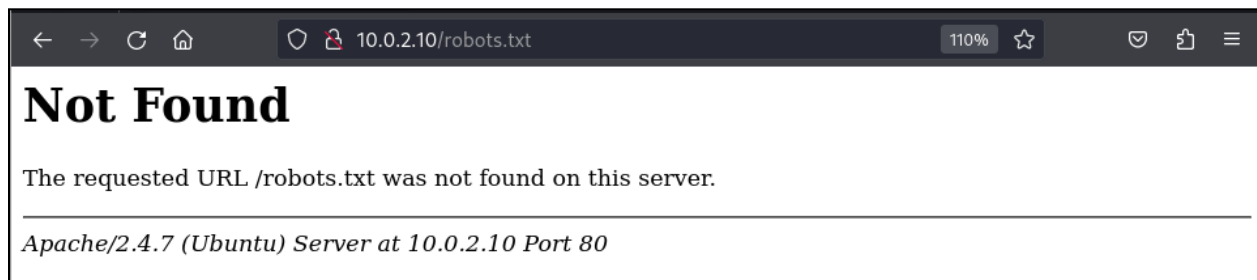 10.0.2.10/robots.txt 110%
Not Found
The requested URL /robots.txt was not found on this server.
Apache/2.4.7 (Ubuntu) Server at 10.0.2.10 Port 80